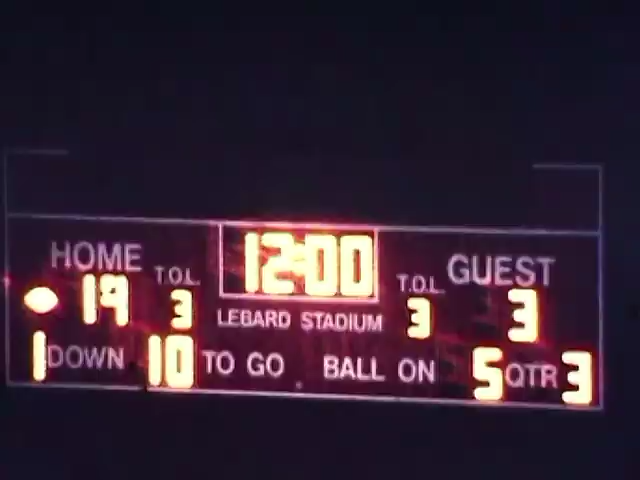 HOME T.O.L. 12:00 T.O.L. GUEST
19 3 LEBARD STADIUM 3 3
1 DOWN 10 TO GO BALL ON 5 QTR 3